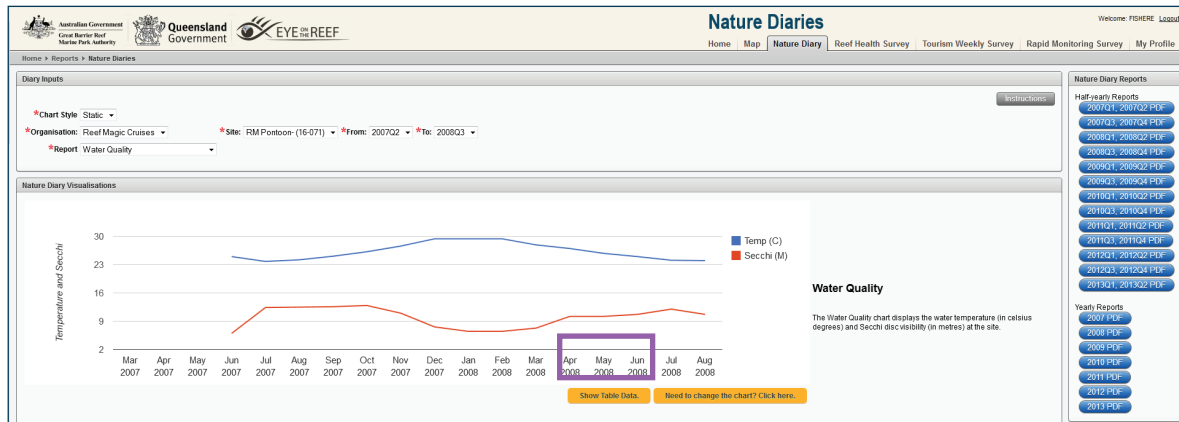 Australian Government
Great Barrier Reef
Marine Park Authority
Queensland
Government
EYE ON THE REEF
Nature Diaries
Welcome: FISHERE Logout
Home Map Nature Diary Reef Health Survey Tourism Weekly Survey Rapid Monitoring Survey My Profile
Home Reports Nature Diaries
Diary Inputs
Instructions
*Chart Style Static
*Organisation: Reef Magic Cruises *Site: RM Pontoon- (16-071) *From: 2007Q2 *To: 2008Q3
*Report Water Quality
Nature Diary Visualisations
Temperature and Secchi
30
23
16
9
2
Mar Apr May Jun Jul Aug Sep Oct Nov Dec Jan Feb Mar Apr May Jun Jul Aug
2007 2007 2007 2007 2007 2007 2007 2007 2007 2007 2008 2008 2008 2008 2008 2008 2008 2008
Temp (C)
Secchi (M)
Show Table Data. Need to change the chart? Click here.
Water Quality
The Water Quality chart displays the water temperature (in celsius
degrees) and Secchi disc visibility (in metres) at the site.
Nature Diary Reports
Half-yearly Reports
2007Q1, 2007Q2 PDF
2007Q3, 2007Q4 PDF
2008Q1, 2008Q2 PDF
2008Q3, 2008Q4 PDF
2009Q1, 2009Q2 PDF
2009Q3, 2009Q4 PDF
2010Q1, 2010Q2 PDF
2010Q3, 2010Q4 PDF
2011Q1, 2011Q2 PDF
2011Q3, 2011Q4 PDF
2012Q1, 2012Q2 PDF
2012Q3, 2012Q4 PDF
2013Q1, 2013Q2 PDF
Yearly Reports
2007 PDF
2008 PDF
2009 PDF
2010 PDF
2011 PDF
2012 PDF
2013 PDF